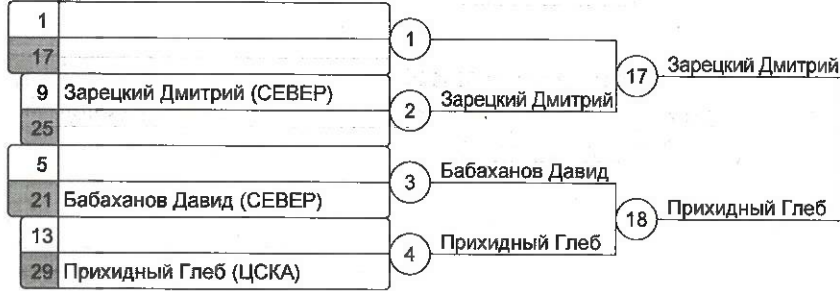 1
17
1
9 Зарецкий Дмитрий (СЕВЕР)
25
2 Зарецкий Дмитрий
17 Зарецкий Дмитрий
5
21 Бабаханов Давид (СЕВЕР)
3 Бабаханов Давид
13
29 Прихидный Глеб (ЦСКА)
4 Прихидный Глеб
18 Прихидный Глеб